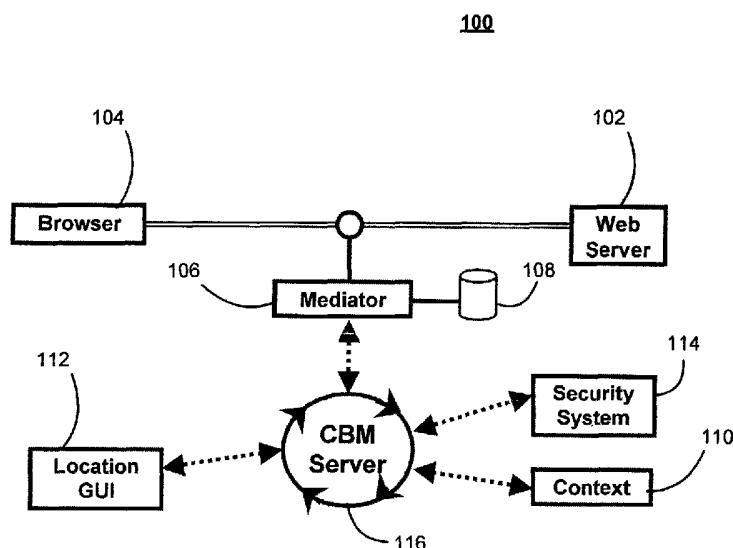 100
104
102
Browser
Web
Server
106
Mediator
108
112
114
Security
System
CBM
Server
Location
GUI
110
Context
116